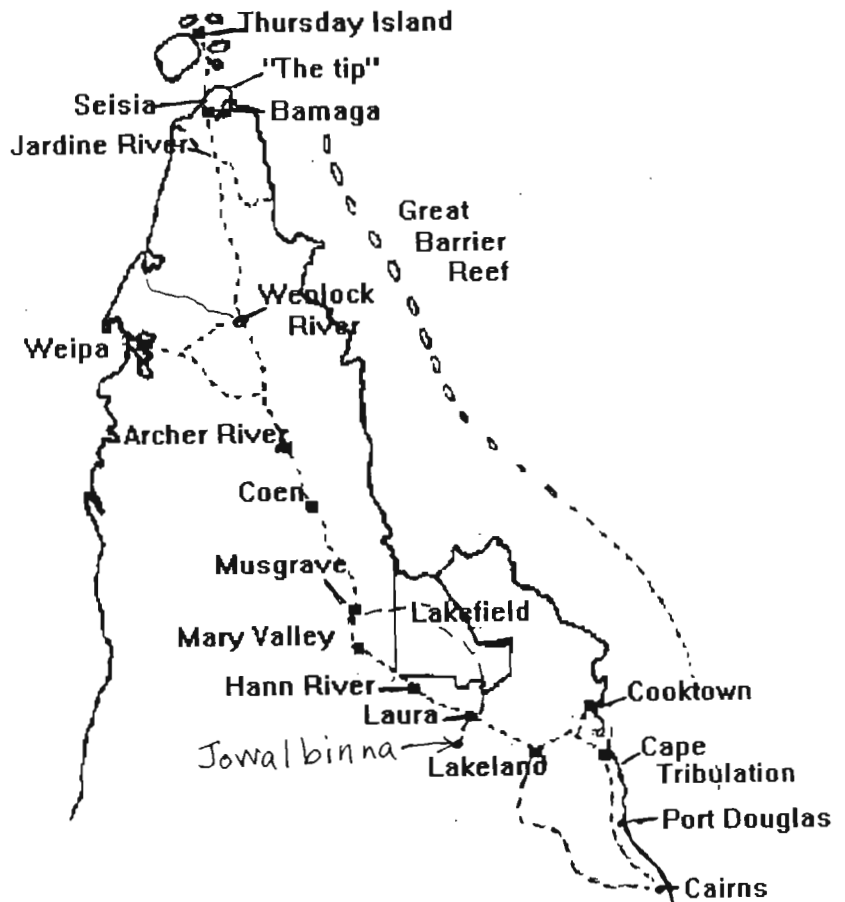 Thursday Island
"The tip"
Seisia
Bamaga
Jardine River
Great
Barrier
Reef
Wenlock
River
Weipa
Archer River
Coen
Musgrave
Lakefield
Mary Valley
Hann River
Cooktown
Laura
Jowalbinna
Lakeland
Cape
Tribulation
Port Douglas
Cairns